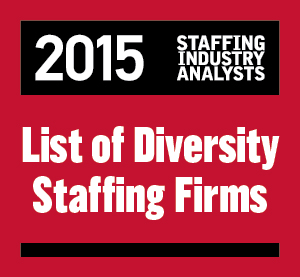 2015
STAFFING
INDUSTRY
ANALYSTS
List of Diversity
Staffing Firms